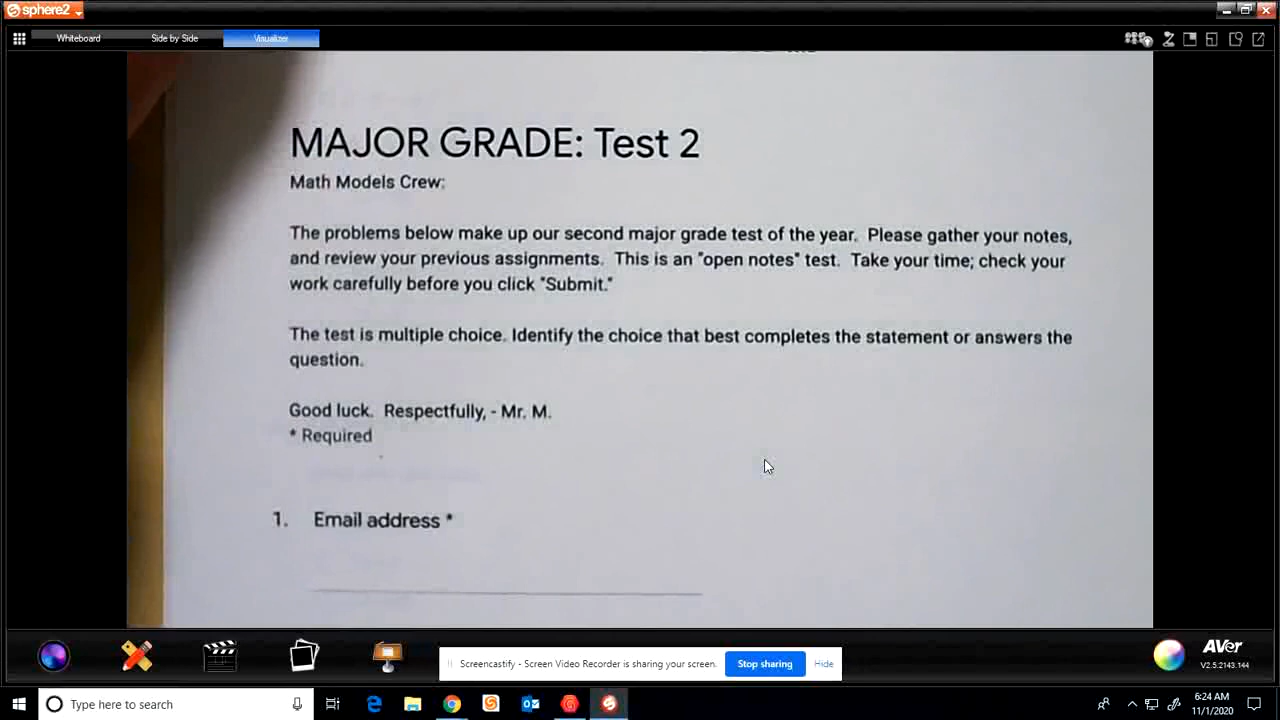 sphere2
Whiteboard
Side by Side
Visualizer
MAJOR GRADE: Test 2
Math Models Crew:
The problems below make up our second major grade test of the year. Please gather your notes,
and review your previous assignments. This is an "open notes" test. Take your time; check your
work carefully before you click "Submit."
The test is multiple choice. Identify the choice that best completes the statement or answers the
question.
Good luck. Respectfully, - Mr. M.
* Required
1. Email address *
Screencastify - Screen Video Recorder is sharing your screen.
Stop sharing
Hide
AVer
V2.5.2143.144
Type here to search
6:24 AM
11/1/2020